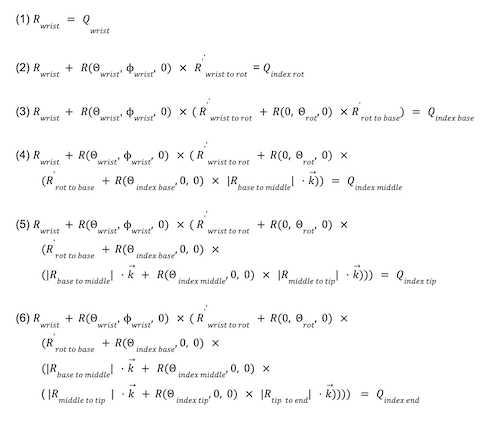 (1) R_wrist = Q_wrist
(2) R_wrist + R(Θ_wrist, ϕ_wrist, 0) × R'_wrist to rot = Q_index rot
(3) R_wrist + R(Θ_wrist, ϕ_wrist, 0) × (R'_wrist to rot + R(0, Θ_rot, 0) × R'_rot to base) = Q_index base
(4) R_wrist + R(Θ_wrist, ϕ_wrist, 0) × (R'_wrist to rot + R(0, Θ_rot, 0) ×
(R'_rot to base + R(Θ_index base, 0, 0) × |R_base to middle| · k⃗)) = Q_index middle
(5) R_wrist + R(Θ_wrist, ϕ_wrist, 0) × (R'_wrist to rot + R(0, Θ_rot, 0) ×
(R'_rot to base + R(Θ_index base, 0, 0) ×
(|R_base to middle| · k⃗ + R(Θ_index middle, 0, 0) × |R_middle to tip| · k⃗))) = Q_index tip
(6) R_wrist + R(Θ_wrist, ϕ_wrist, 0) × (R'_wrist to rot + R(0, Θ_rot, 0) ×
(R'_rot to base + R(Θ_index base, 0, 0) ×
(|R_base to middle| · k⃗ + R(Θ_index middle, 0, 0) ×
(|R_middle to tip| · k⃗ + R(Θ_index tip, 0, 0) × |R_tip to end| · k⃗)))) = Q_index end